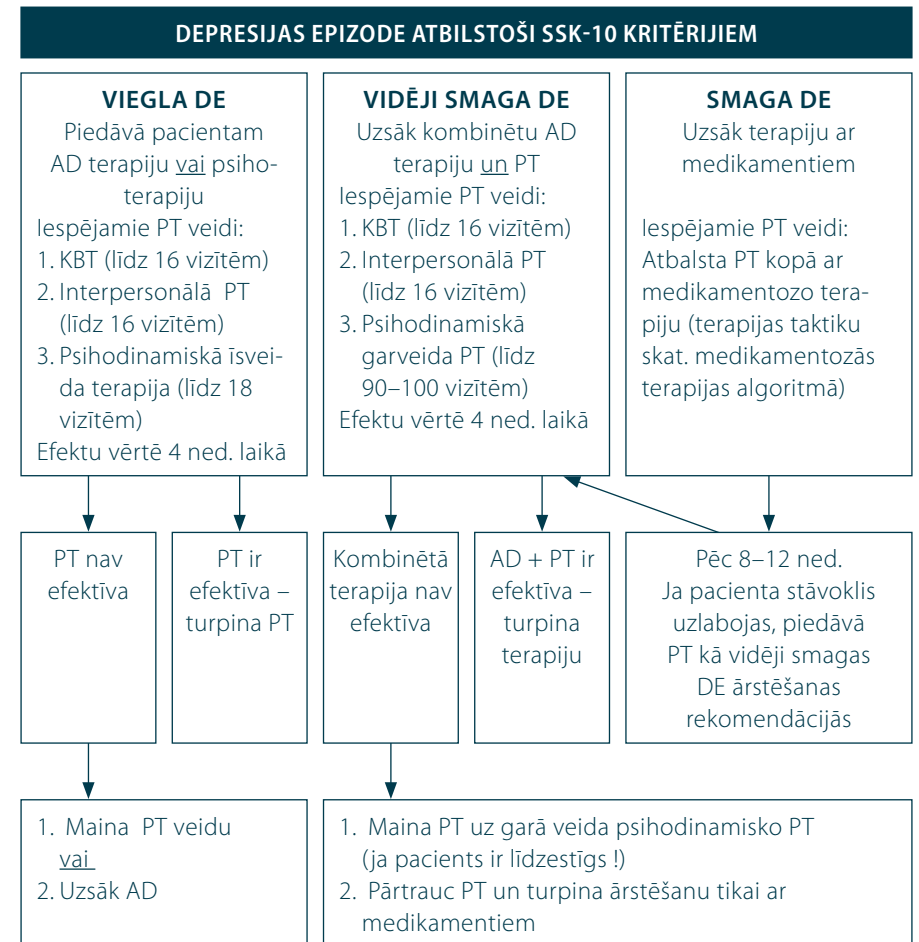 DEPRESIJAS EPIZODE ATBILSTOŠI SSK-10 KRITĒRIJIEM
VIEGLA DE
Piedāvā pacientam
AD terapiju vai psiho-
terapiju
Iespējamie PT veidi:
1. KBT (līdz 16 vizītēm)
2. Interpersonālā PT
(līdz 16 vizītēm)
3. Psihodinamiskā īsvei-
da terapija (līdz 18
vizītēm)
Efektu vērtē 4 ned. laikā
VIDĒJI SMAGA DE
Uzsāk kombinētu AD
terapiju un PT
Iespējamie PT veidi:
1. KBT (līdz 16 vizītēm)
2. Interpersonālā PT
(līdz 16 vizītēm)
3. Psihodinamiskā
garveida PT (līdz
90–100 vizītēm)
Efektu vērtē 4 ned. laikā
SMAGA DE
Uzsāk terapiju ar
medikamentiem
Iespējamie PT veidi:
Atbalsta PT kopā ar
medikamentozo tera-
piju (terapijas taktiku
skat. medikamentozās
terapijas algoritmā)
PT nav
efektīva
PT ir
efektīva –
turpina PT
Kombinētā
terapija nav
efektīva
AD + PT ir
efektīva –
turpina
terapiju
Pēc 8–12 ned.
Ja pacienta stāvoklis
uzlabojas, piedāvā
PT kā vidēji smagas
DE ārstēšanas
rekomendācijās
1. Maina PT veidu
vai
2. Uzsāk AD
1. Maina PT uz garā veida psihodinamisko PT
(ja pacients ir līdzestīgs !)
2. Pārtrauc PT un turpina ārstēšanu tikai ar
medikamentiem